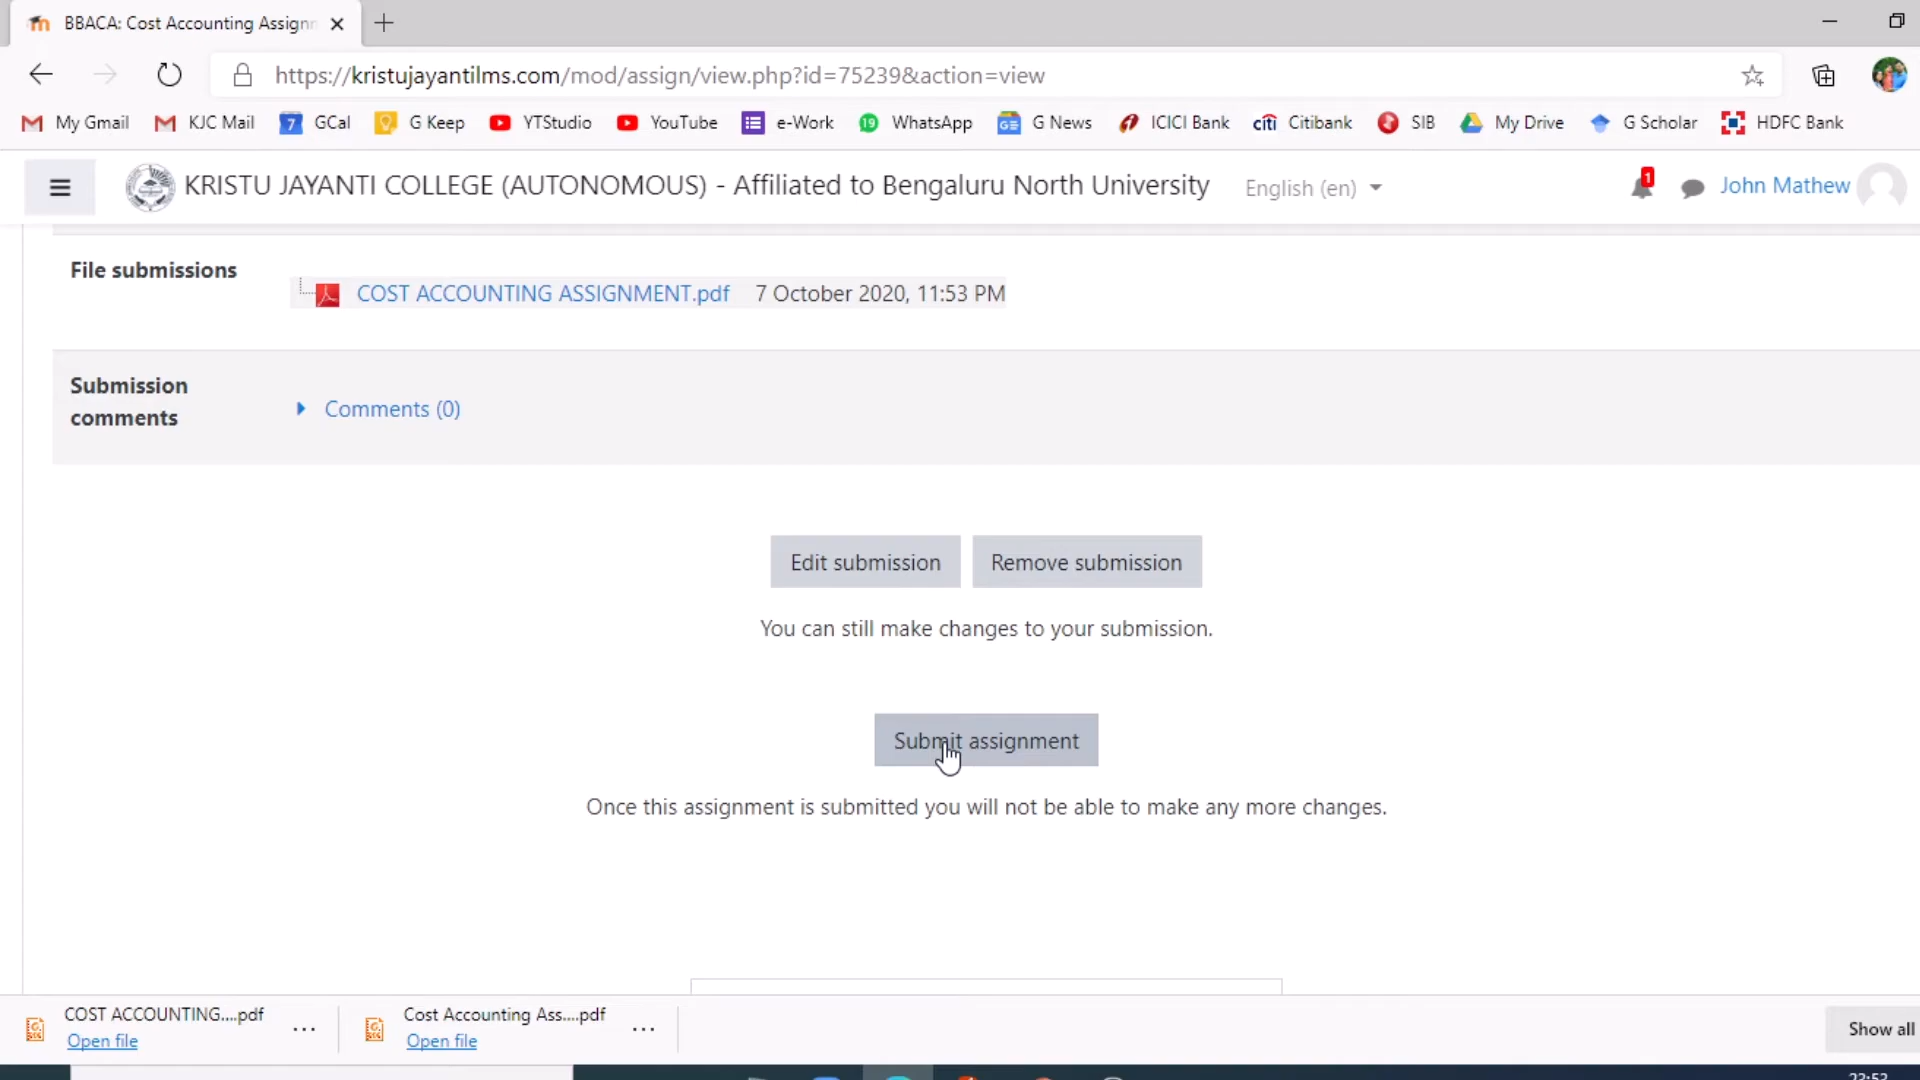 BBACA: Cost Accounting Assignm
https://kristujayantilms.com/mod/assign/view.php?id=75239&action=view
My Gmail KJC Mail 7 GCal G Keep YTStudio YouTube e-Work 19 WhatsApp G News ICICI Bank citi Citibank SIB My Drive G Scholar HDFC Bank
KRISTU JAYANTI COLLEGE (AUTONOMOUS) - Affiliated to Bengaluru North University English (en) 1 John Mathew
File submissions
COST ACCOUNTING ASSIGNMENT.pdf 7 October 2020, 11:53 PM
Submission
comments
Comments (0)
Edit submission Remove submission
You can still make changes to your submission.
Submit assignment
Once this assignment is submitted you will not be able to make any more changes.
COST ACCOUNTING....pdf ... Cost Accounting Ass....pdf ...
Open file Open file
Show all